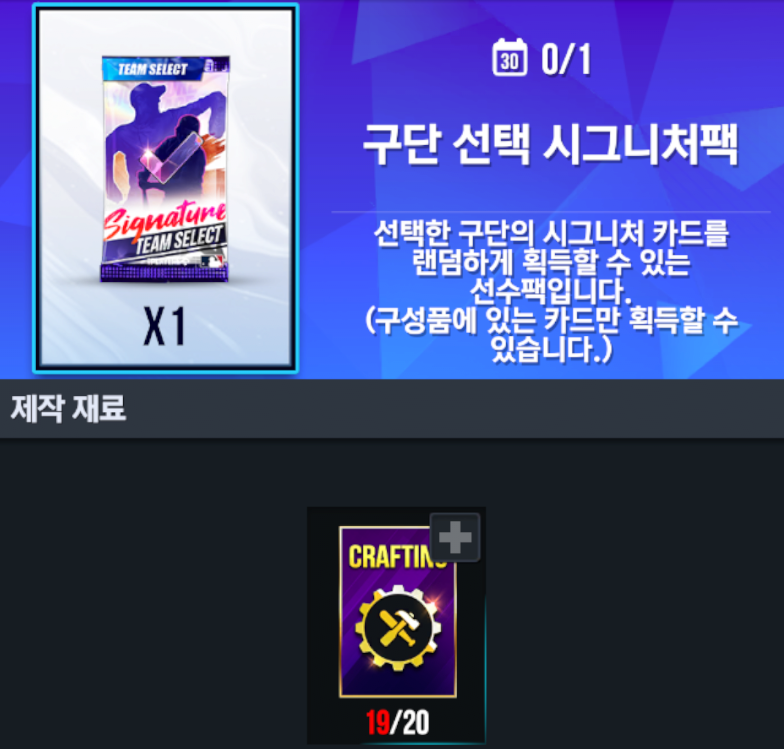 TEAM SELECT
Signature
TEAM SELECT
X1
30 0/1
구단 선택 시그니처팩
선택한 구단의 시그니처 카드를
랜덤하게 획득할 수 있는
선수팩입니다.
(구성품에 있는 카드만 획득할 수
있습니다.)
제작 재료
19/20